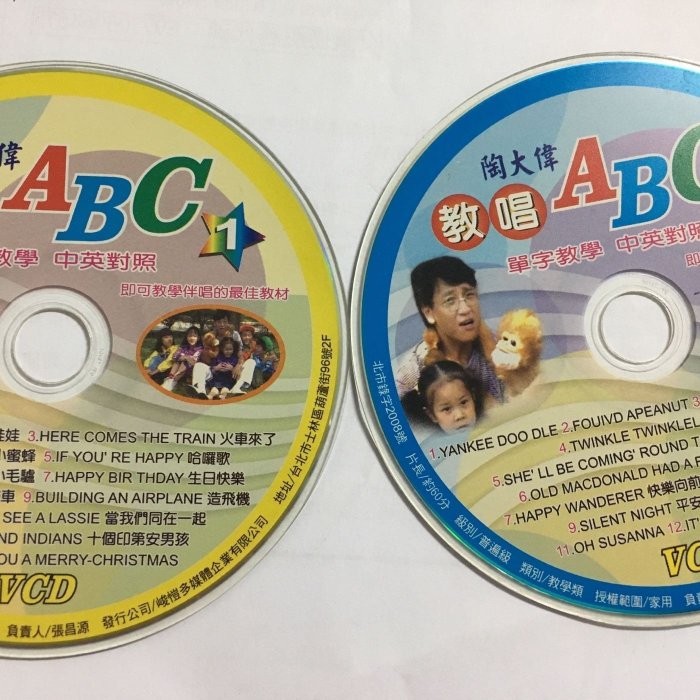 偉
ABC
1
教學 中英對照
即可教學伴唱的最佳教材
娃娃 3.HERE COMES THE TRAIN 火車來了
小蜜蜂 5.IF YOU' RE HAPPY 哈囉歌
小毛驢 7.HAPPY BIR THDAY 生日快樂
車 9.BUILDING AN AIRPLANE 造飛機
SEE A LASSIE 當我們同在一起
ND INDIANS 十個印第安男孩
OU A MERRY-CHRISTMAS
VCD
負責人/張昌源 發行公司/峻愷多媒體企業有限公司 地址/台北市士林區葫蘆街96號2F
陶大偉
教唱ABC
單字教學 中英對照
即
1.YANKEE DOO DLE 2.FOUIVD APEANUT 3
4.TWINKLE TWINKLEL
5.SHE' LL BE COMING' ROUND T
6.OLD MACDONALD HAD A F
7.HAPPY WANDERER 快樂向前
9.SILENT NIGHT 平安
11.OH SUSANNA 12.IT
VC
北市錄字2008號 片長/約60分 級別/普遍級 類別/教學類 授權範圍/家用 負責